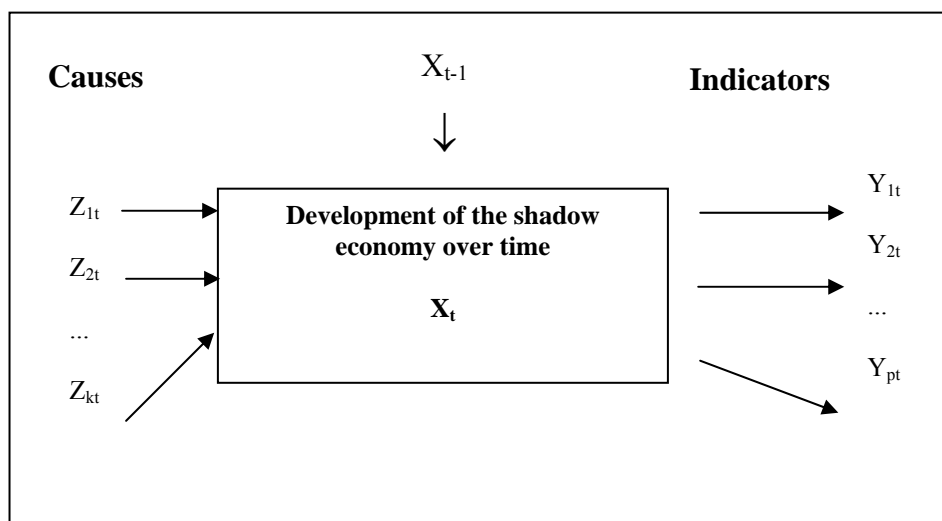 Causes
X_{t-1}
Indicators
Z_{1t}
Z_{2t}
...
Z_{kt}
Development of the shadow
economy over time
X_t
Y_{1t}
Y_{2t}
...
Y_{pt}